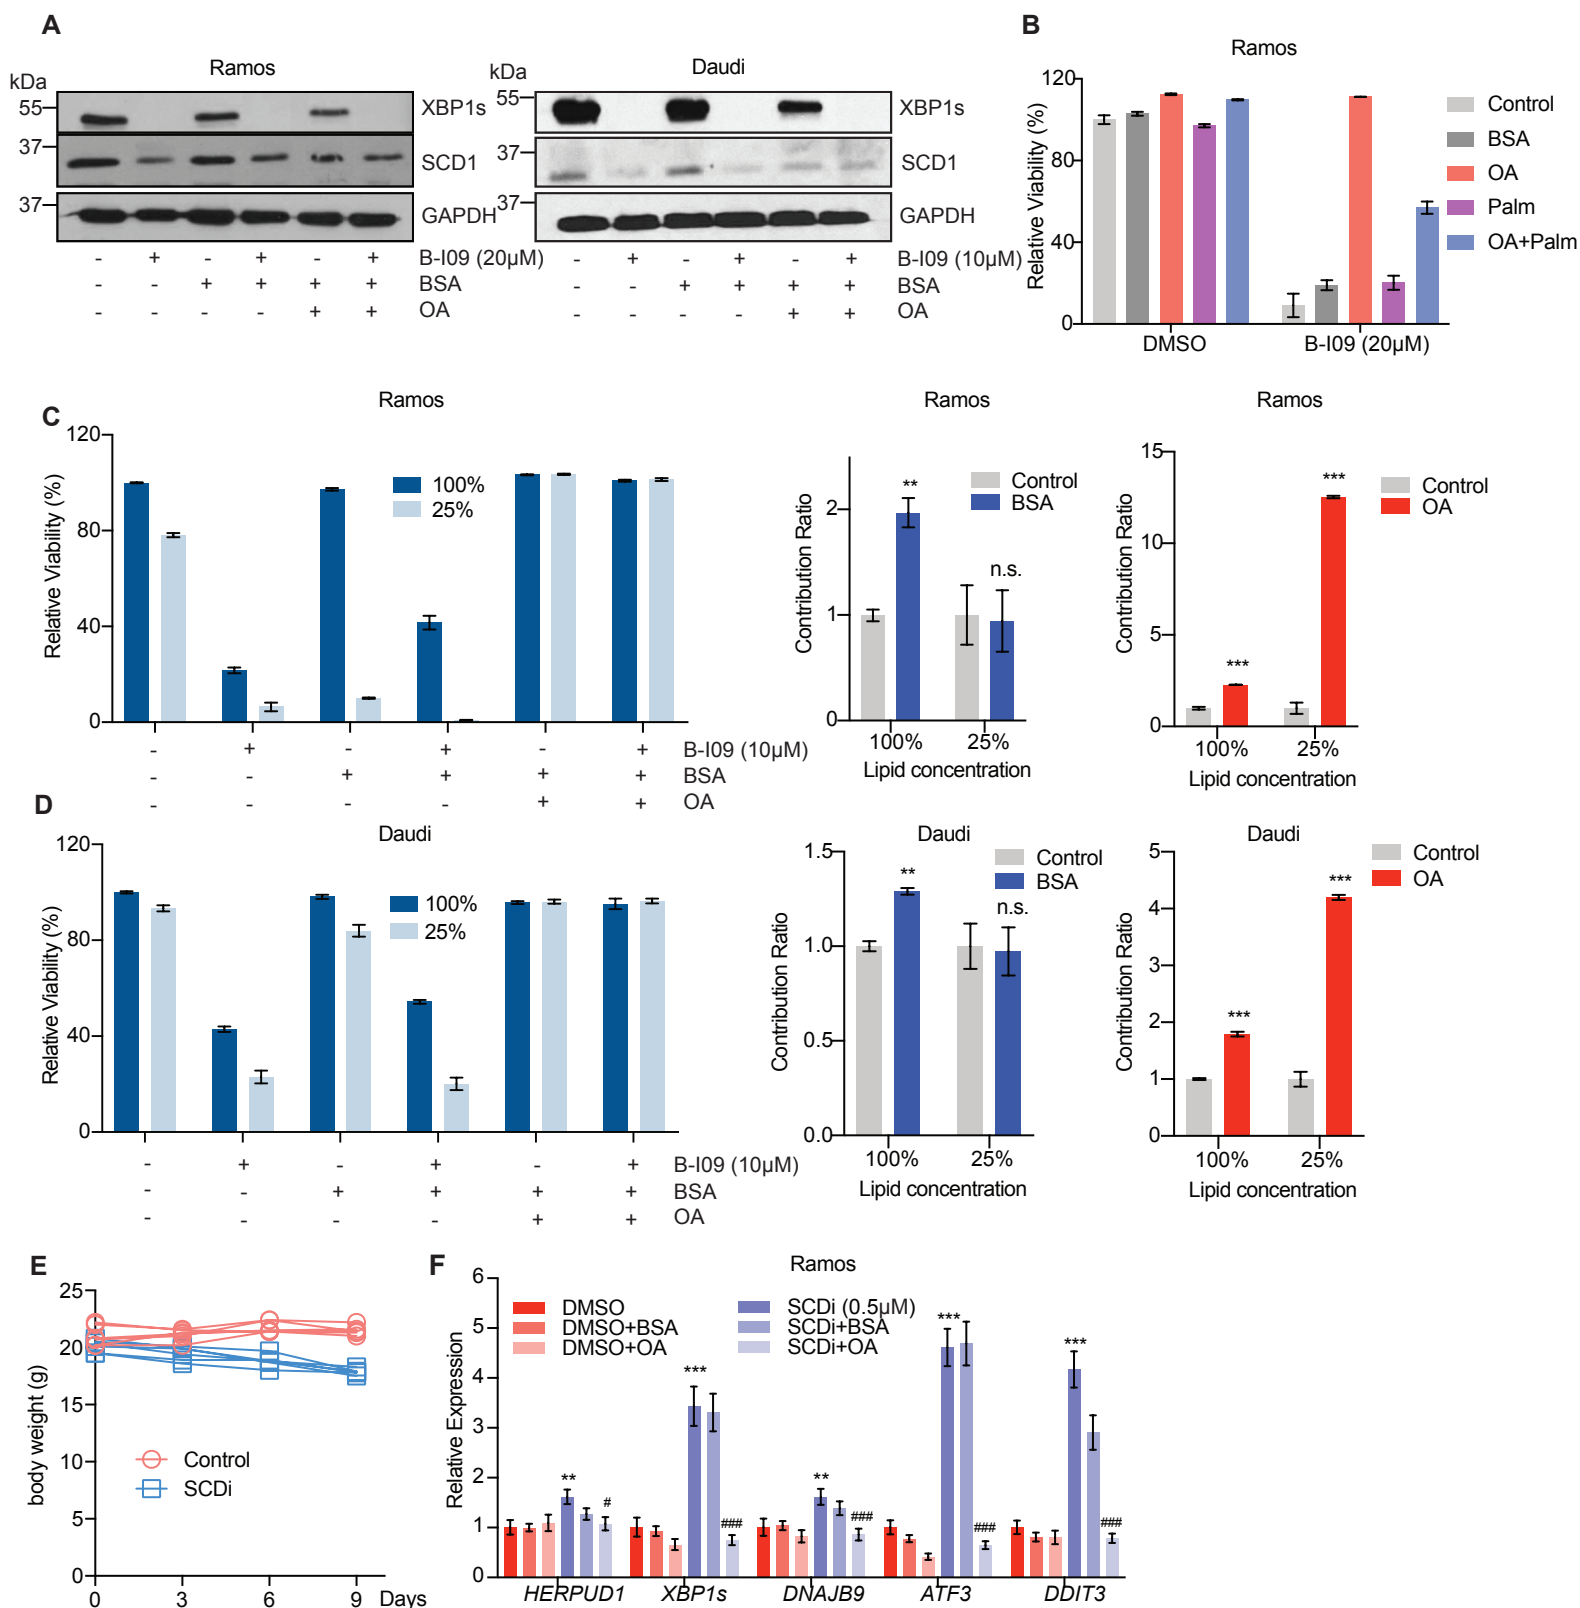 A
Ramos
kDa
55
37
37
XBP1s
SCD1
GAPDH
- + - + - + B-I09 (20µM)
- - + + + + BSA
- - - - + + OA
Daudi
kDa
55
37
37
XBP1s
SCD1
GAPDH
- + - + - + B-I09 (10µM)
- - + + + + BSA
- - - - + + OA
B
Ramos
Relative Viability (%)
120
80
40
0
DMSO B-I09 (20µM)
Control
BSA
OA
Palm
OA+Palm
C
Ramos
Relative Viability (%)
120
80
40
0
100%
25%
- + - + - + B-I09 (10µM)
- - + + + + BSA
- - - - + + OA
Ramos
Contribution Ratio
2
1
0
Control
BSA
**
n.s.
100% 25%
Lipid concentration
Ramos
Contribution Ratio
15
10
5
0
Control
OA
***
***
100% 25%
Lipid concentration
D
Daudi
Relative Viability (%)
120
80
40
0
100%
25%
- + - + - + B-I09 (10µM)
- - + + + + BSA
- - - - + + OA
Daudi
Contribution Ratio
1.5
1.0
0.5
0.0
Control
BSA
**
n.s.
100% 25%
Lipid concentration
Daudi
Contribution Ratio
5
4
3
2
1
0
Control
OA
***
***
100% 25%
Lipid concentration
E
body weight (g)
25
20
15
10
5
0
Control
SCDi
0 3 6 9 Days
F
Ramos
Relative Expression
6
5
4
3
2
1
0
DMSO
DMSO+BSA
DMSO+OA
SCDi (0.5µM)
SCDi+BSA
SCDi+OA
** #
*** ###
** ###
*** ###
*** ###
HERPUD1 XBP1s DNAJB9 ATF3 DDIT3